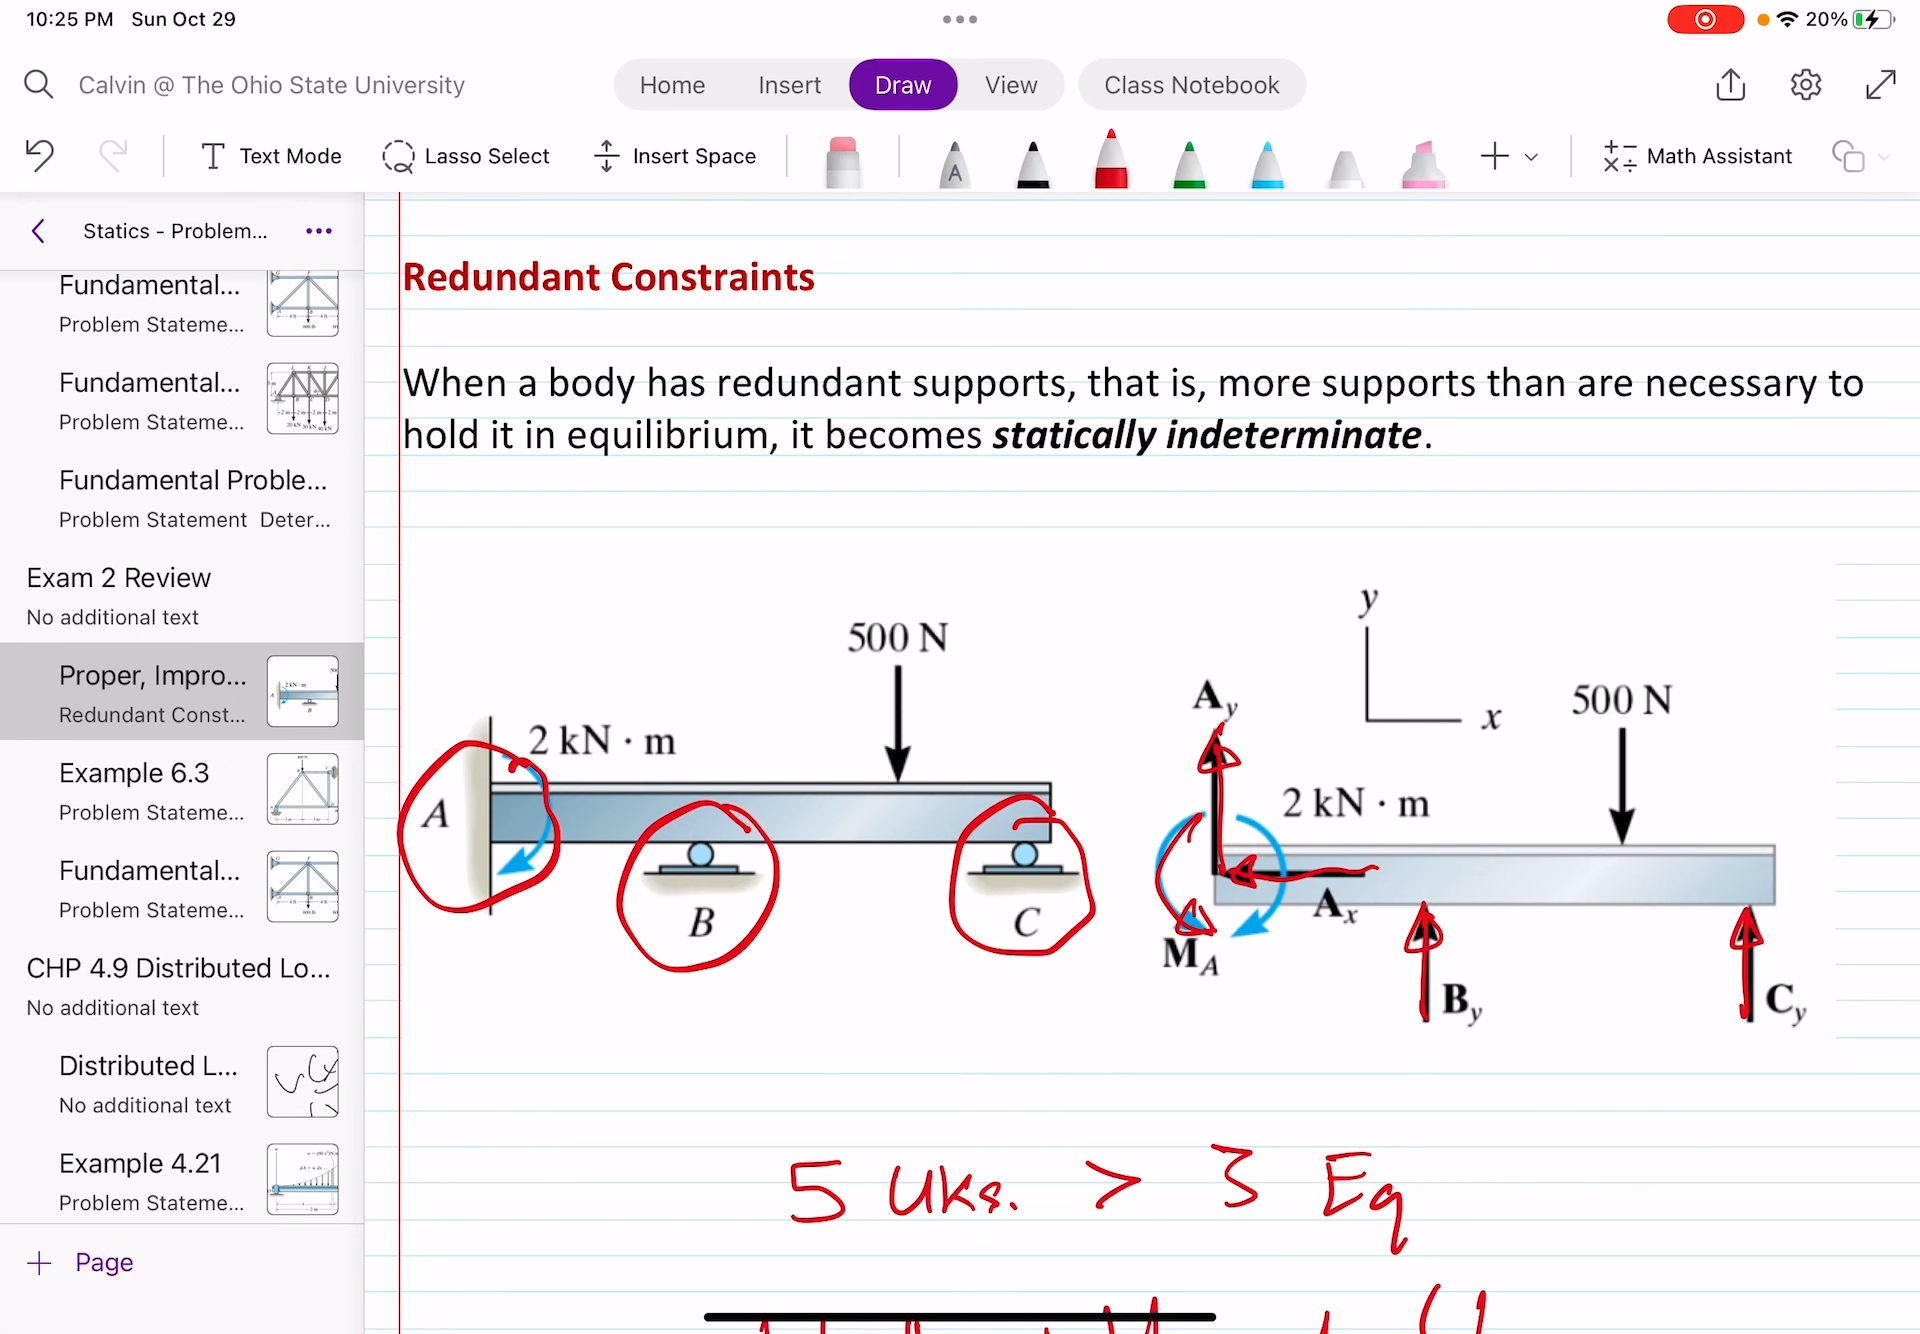 10:25 PM Sun Oct 29
20%
Calvin @ The Ohio State University
Home Insert Draw View Class Notebook
Text Mode Lasso Select Insert Space A Math Assistant
Statics - Problem...
Fundamental...
Problem Stateme...
Fundamental...
Problem Stateme...
Fundamental Proble...
Problem Statement Deter...
Exam 2 Review
No additional text
Proper, Impro...
Redundant Const...
Example 6.3
Problem Stateme...
Fundamental...
Problem Stateme...
CHP 4.9 Distributed Lo...
No additional text
Distributed L...
No additional text
Example 4.21
Problem Stateme...
+ Page
Redundant Constraints
When a body has redundant supports, that is, more supports than are necessary to
hold it in equilibrium, it becomes statically indeterminate.
500 N
2 kN · m
A
B
C
y
x
500 N
A_y
2 kN · m
A_x
M_A
B_y
C_y
5 Uks. > 3 Eq